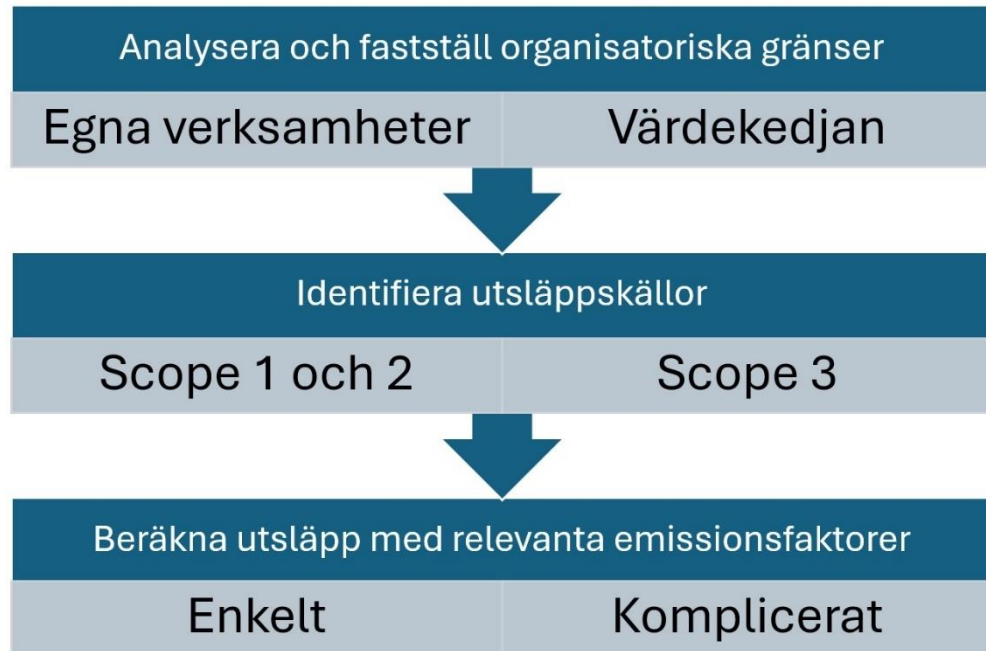 Analysera och fastställ organisatoriska gränser
Egna verksamheter
Värdekedjan
Identifiera utsläppskällor
Scope 1 och 2
Scope 3
Beräkna utsläpp med relevanta emissionsfaktorer
Enkelt
Komplicerat